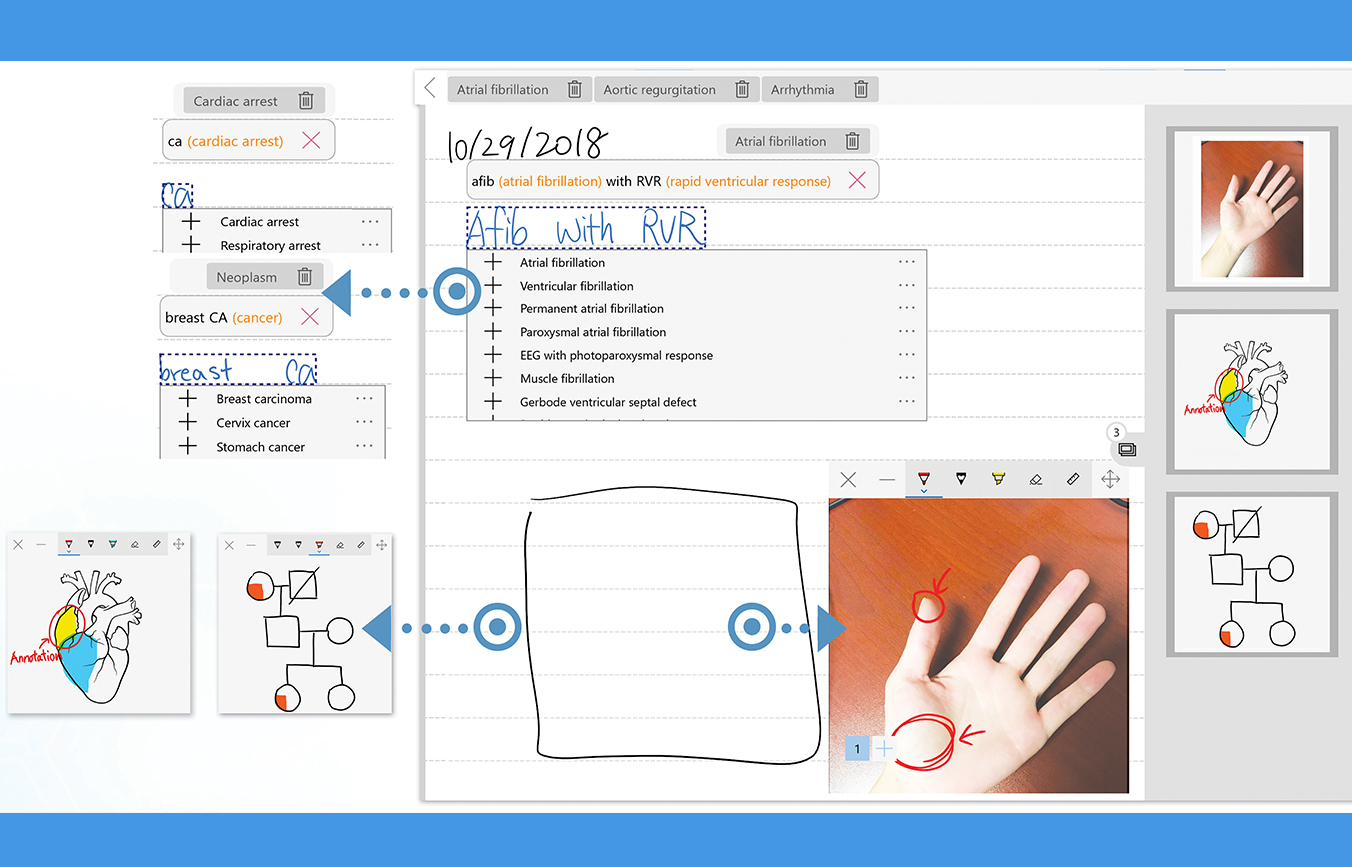 Cardiac arrest
ca (cardiac arrest)
ca
Cardiac arrest
Respiratory arrest
Neoplasm
breast CA (cancer)
breast ca
Breast carcinoma
Cervix cancer
Stomach cancer
Annotation
Atrial fibrillation
Aortic regurgitation
Arrhythmia
10/29/2018
Atrial fibrillation
afib (atrial fibrillation) with RVR (rapid ventricular response)
Afib with RVR
Atrial fibrillation
Ventricular fibrillation
Permanent atrial fibrillation
Paroxysmal atrial fibrillation
EEG with photoparoxysmal response
Muscle fibrillation
Gerbode ventricular septal defect
3
1
Annotation